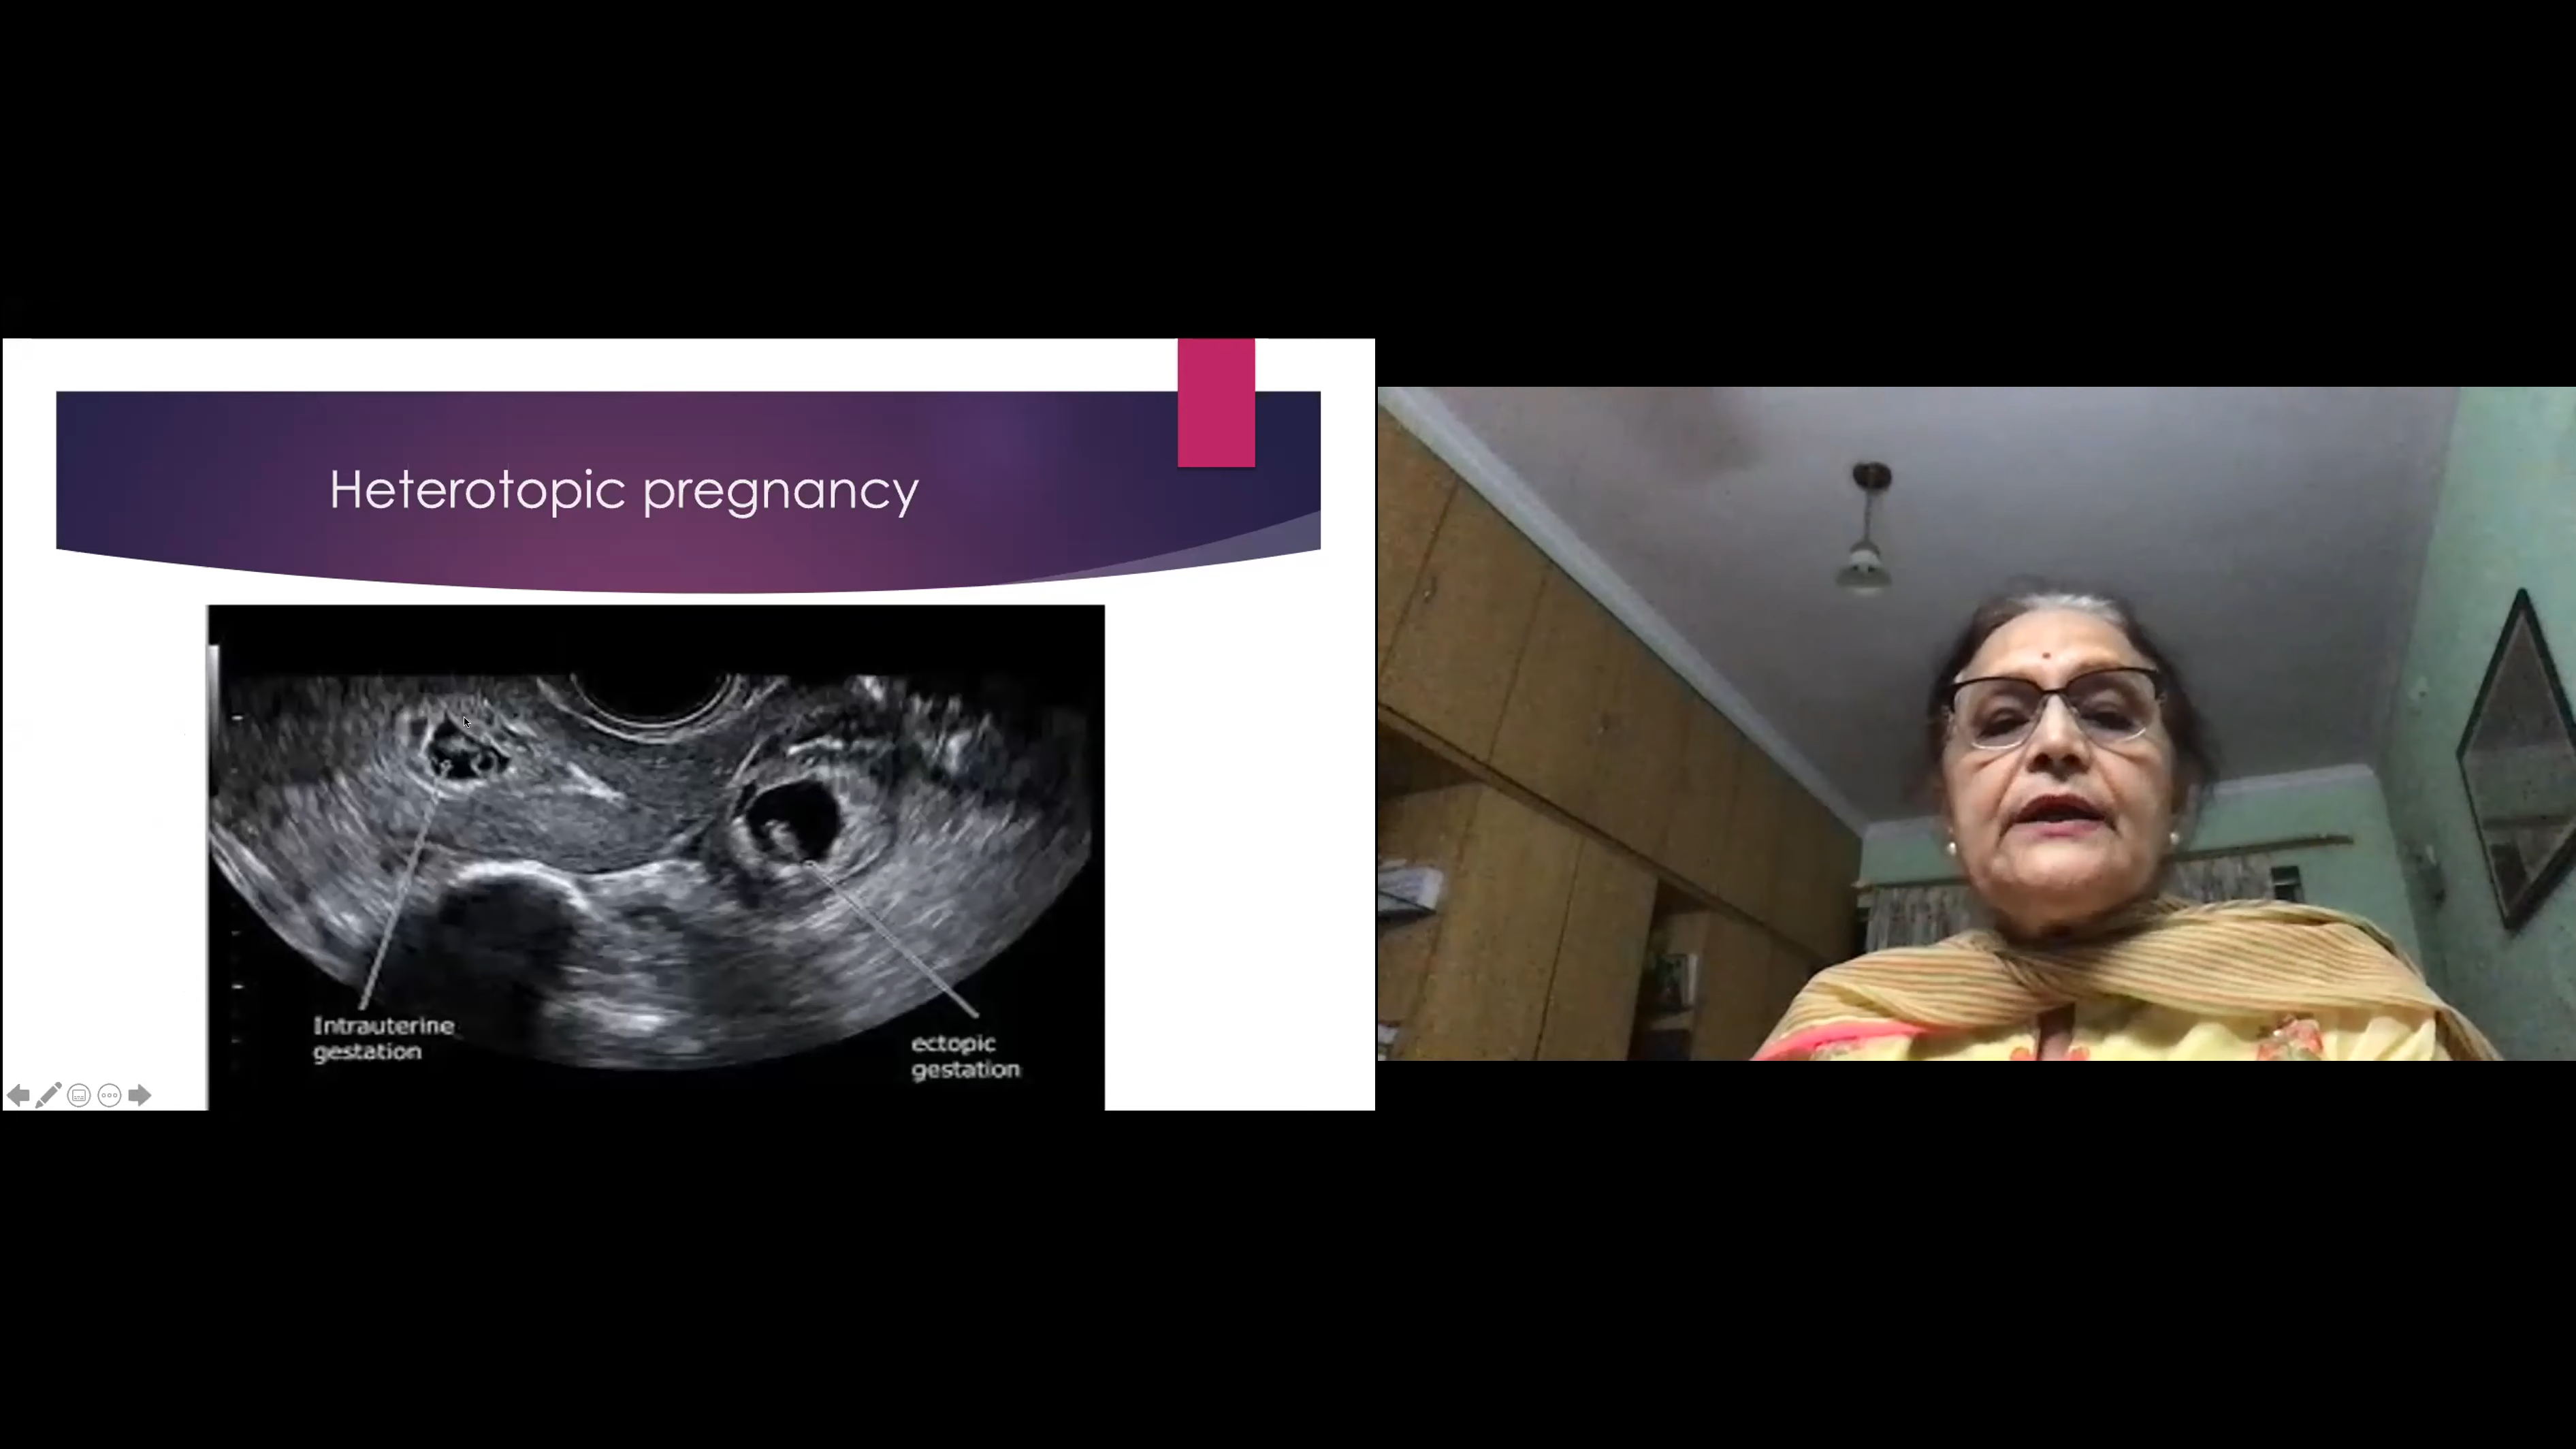 Heterotopic pregnancy
Intrauterine
gestation
ectopic
gestation